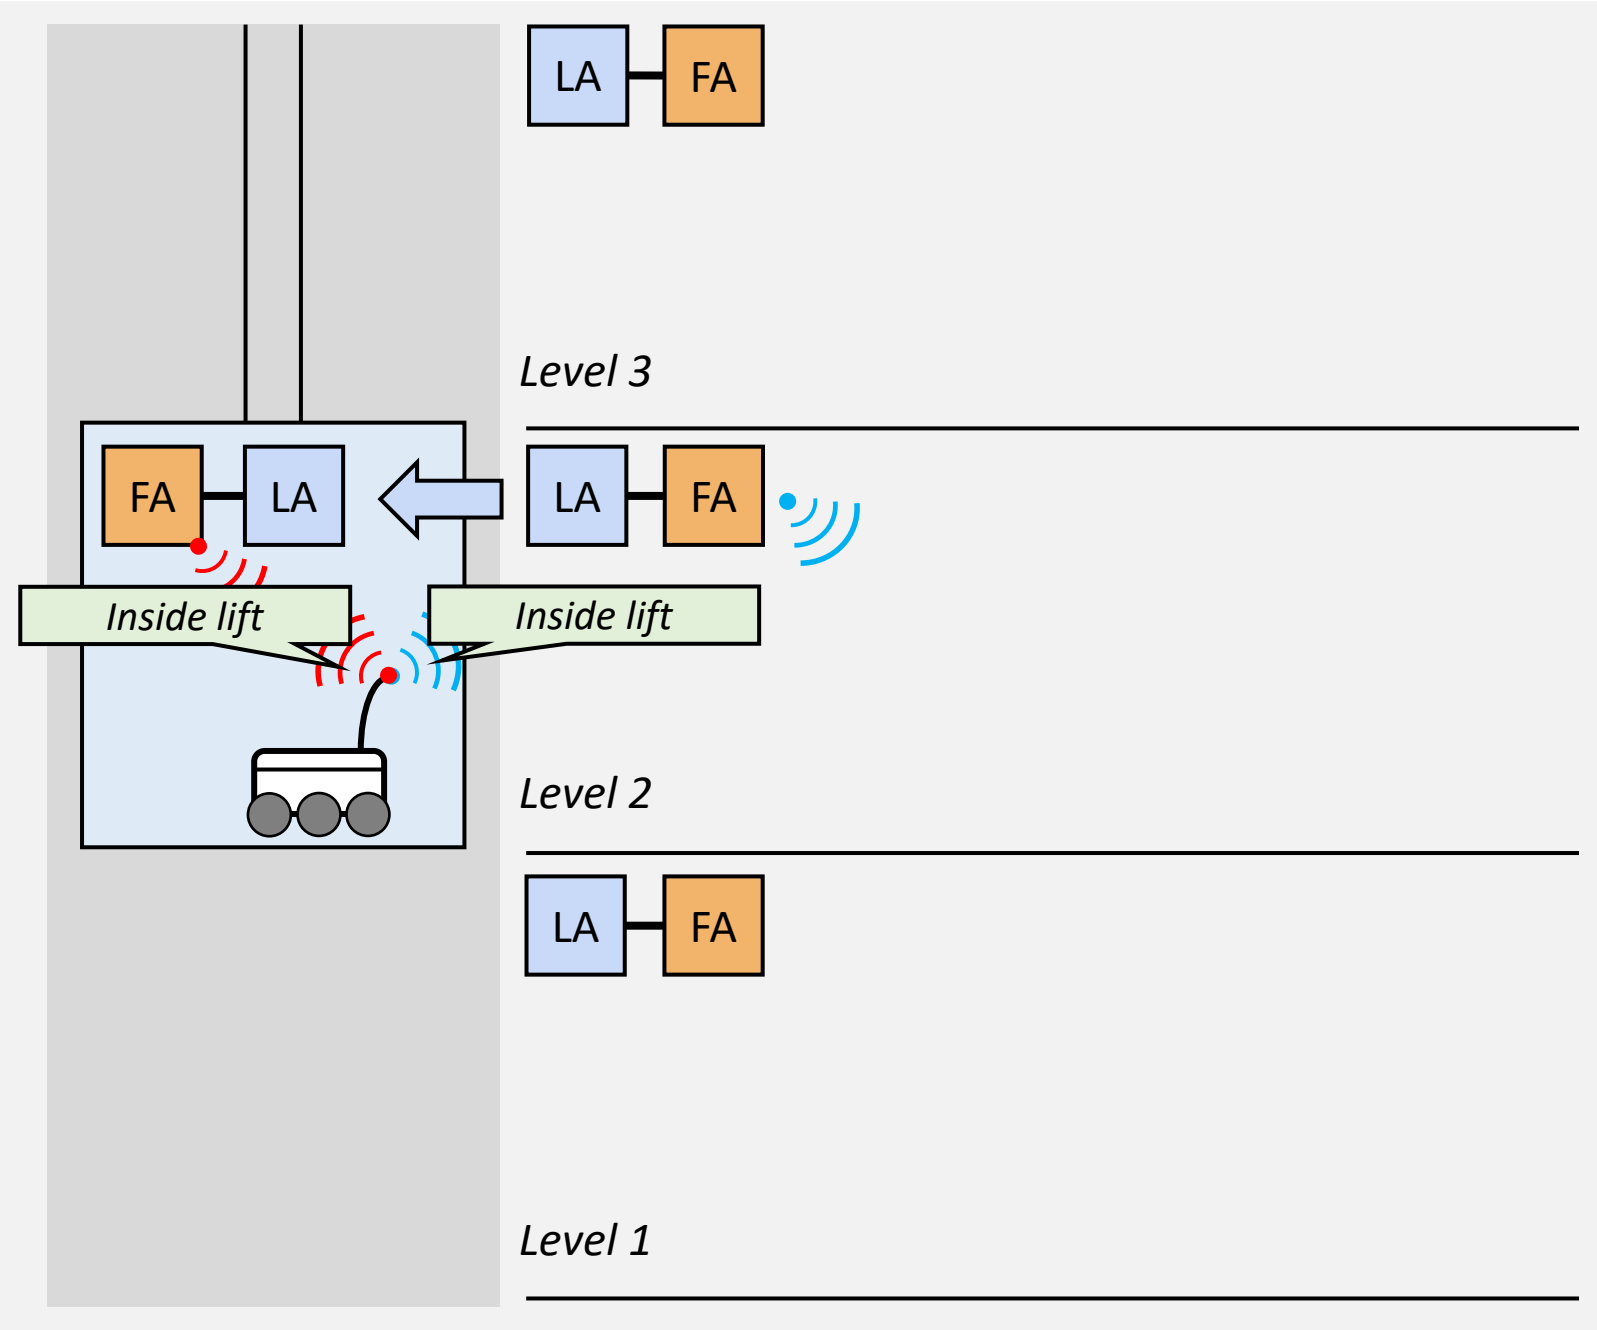 LA FA
Level 3
FA LA LA FA
Inside lift Inside lift
Level 2
LA FA
Level 1